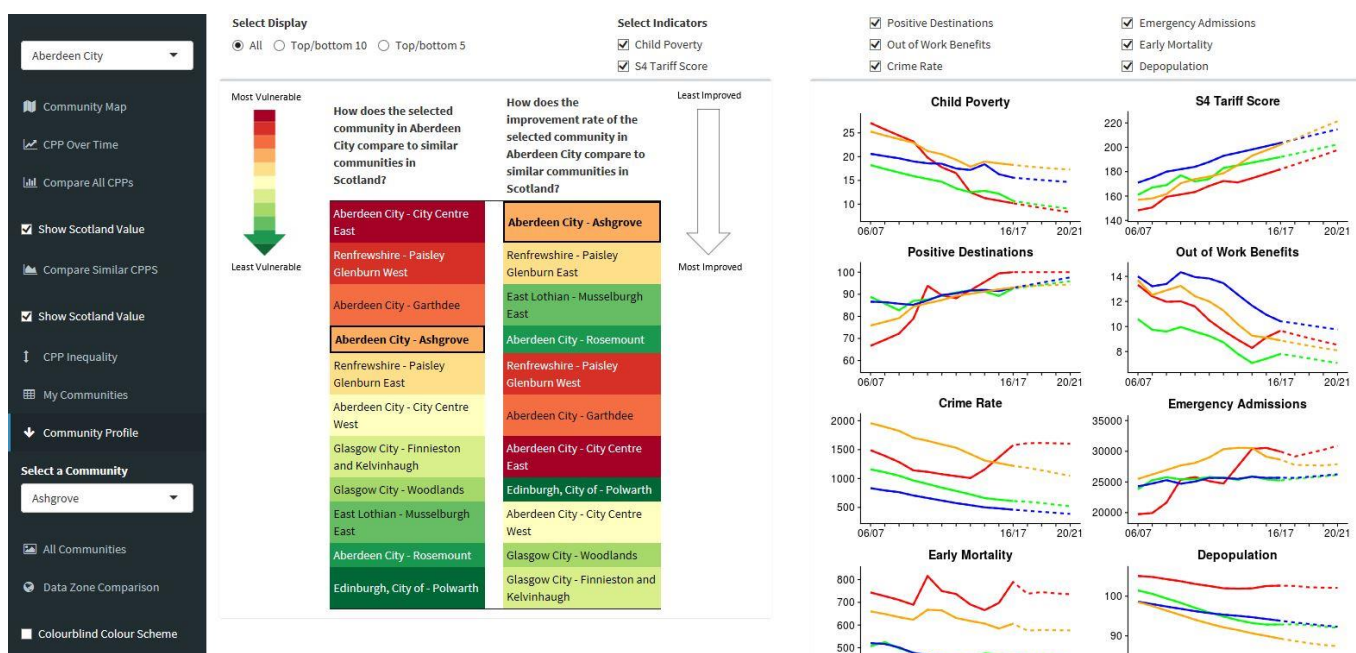 Aberdeen City
Community Map
CPP Over Time
Compare All CPPs
Show Scotland Value
Compare Similar CPPS
Show Scotland Value
CPP Inequality
My Communities
Community Profile
Select a Community
Ashgrove
All Communities
Data Zone Comparison
Colourblind Colour Scheme
Select Display
All
Top/bottom 10
Top/bottom 5
Select Indicators
Child Poverty
S4 Tariff Score
Positive Destinations
Out of Work Benefits
Crime Rate
Emergency Admissions
Early Mortality
Depopulation
Most Vulnerable
Least Vulnerable
How does the selected
community in Aberdeen
City compare to similar
communities in
Scotland?
Aberdeen City - City Centre
East
Renfrewshire - Paisley
Glenburn West
Aberdeen City - Garthdee
Aberdeen City - Ashgrove
Renfrewshire - Paisley
Glenburn East
Aberdeen City - City Centre
West
Glasgow City - Finnieston
and Kelvinhaugh
Glasgow City - Woodlands
East Lothian - Musselburgh
East
Aberdeen City - Rosemount
Edinburgh, City of - Polwarth
How does the
improvement rate of the
selected community in
Aberdeen City compare to
similar communities in
Scotland?
Aberdeen City - Ashgrove
Renfrewshire - Paisley
Glenburn East
East Lothian - Musselburgh
East
Aberdeen City - Rosemount
Renfrewshire - Paisley
Glenburn West
Aberdeen City - Garthdee
Aberdeen City - City Centre
East
Edinburgh, City of - Polwarth
Aberdeen City - City Centre
West
Glasgow City - Woodlands
Glasgow City - Finnieston and
Kelvinhaugh
Least Improved
Most Improved
Child Poverty
25
20
15
10
06/07
16/17
20/21
S4 Tariff Score
220
200
180
160
140
06/07
16/17
20/21
Positive Destinations
100
90
80
70
60
06/07
16/17
20/21
Out of Work Benefits
14
12
10
8
06/07
16/17
20/21
Crime Rate
2000
1500
1000
500
06/07
16/17
20/21
Emergency Admissions
35000
30000
25000
20000
06/07
16/17
20/21
Early Mortality
800
700
600
500
Depopulation
100
90